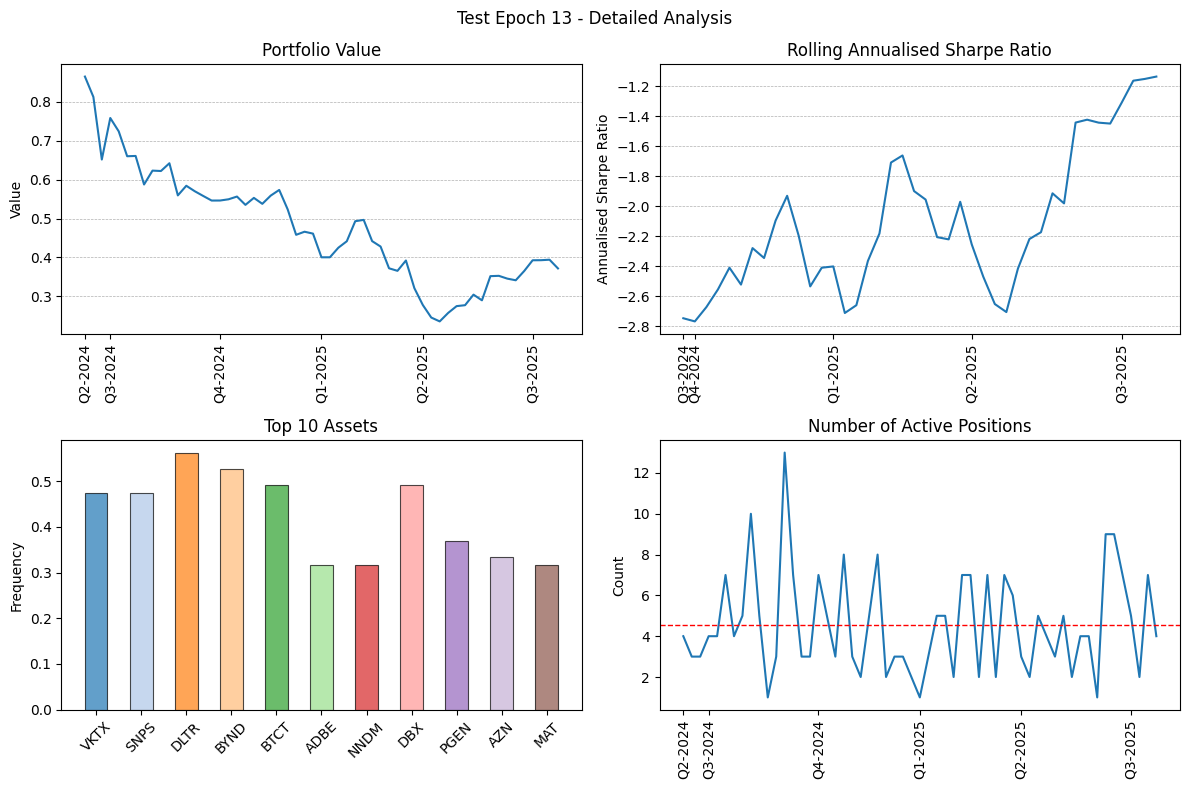 Test Epoch 13 - Detailed Analysis
Portfolio Value
Value
0.8
0.7
0.6
0.5
0.4
0.3
Q2-2024
Q3-2024
Q4-2024
Q1-2025
Q2-2025
Q3-2025
Rolling Annualised Sharpe Ratio
Annualised Sharpe Ratio
−1.2
−1.4
−1.6
−1.8
−2.0
−2.2
−2.4
−2.6
−2.8
Q3-2024
Q4-2024
Q1-2025
Q2-2025
Q3-2025
Top 10 Assets
Frequency
0.5
0.4
0.3
0.2
0.1
0.0
VKTX
SNPS
DLTR
BYND
BTCT
ADBE
NNDM
DBX
PGEN
AZN
MAT
Number of Active Positions
Count
12
10
8
6
4
2
Q2-2024
Q3-2024
Q4-2024
Q1-2025
Q2-2025
Q3-2025